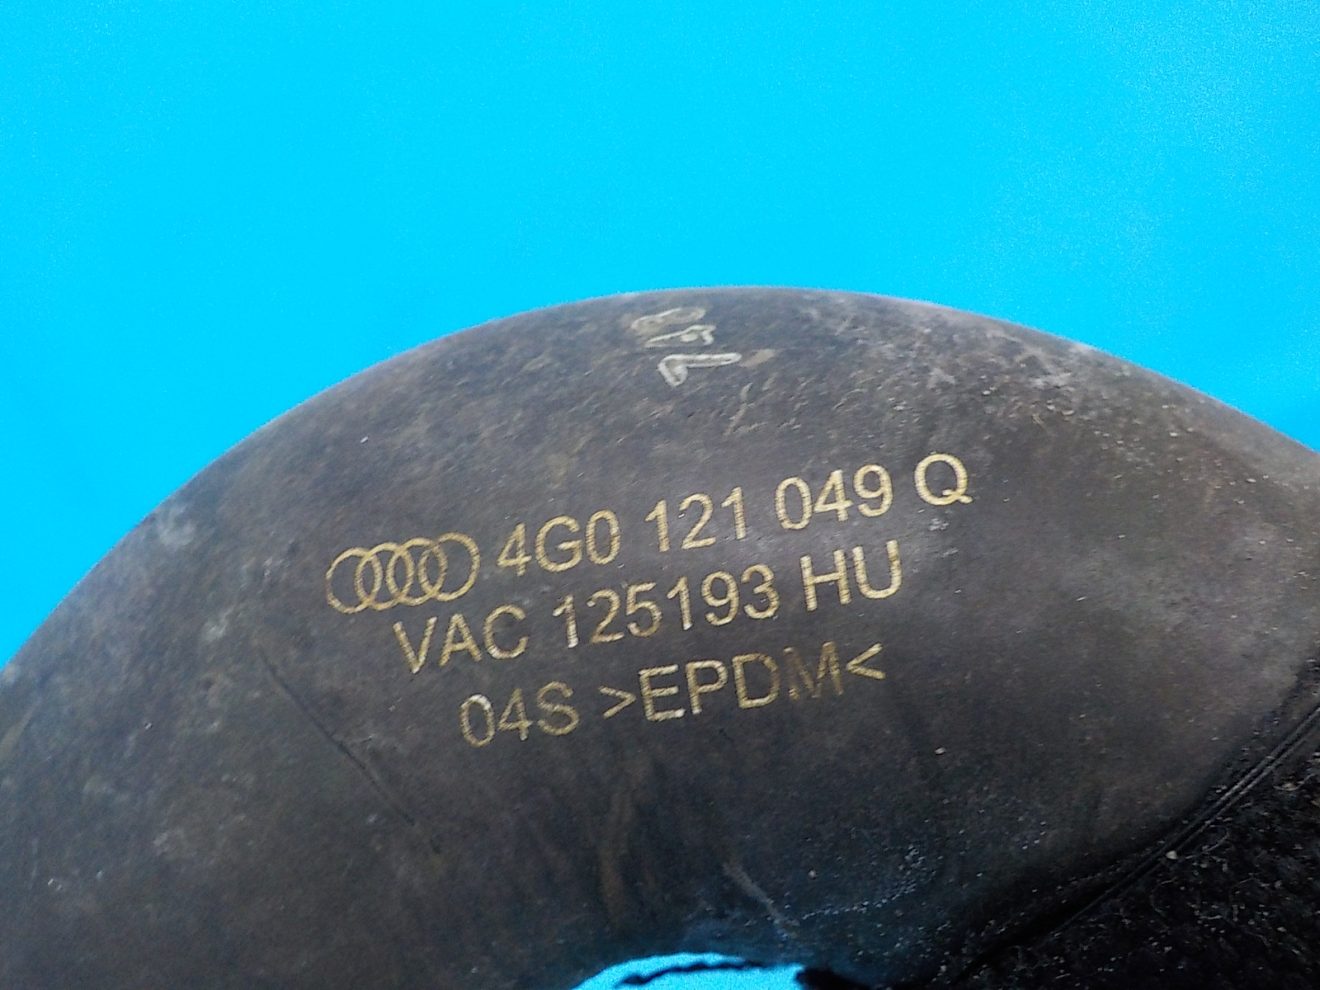 4G0 121 049 Q
VAC 125193 HU
04S >EPDM<